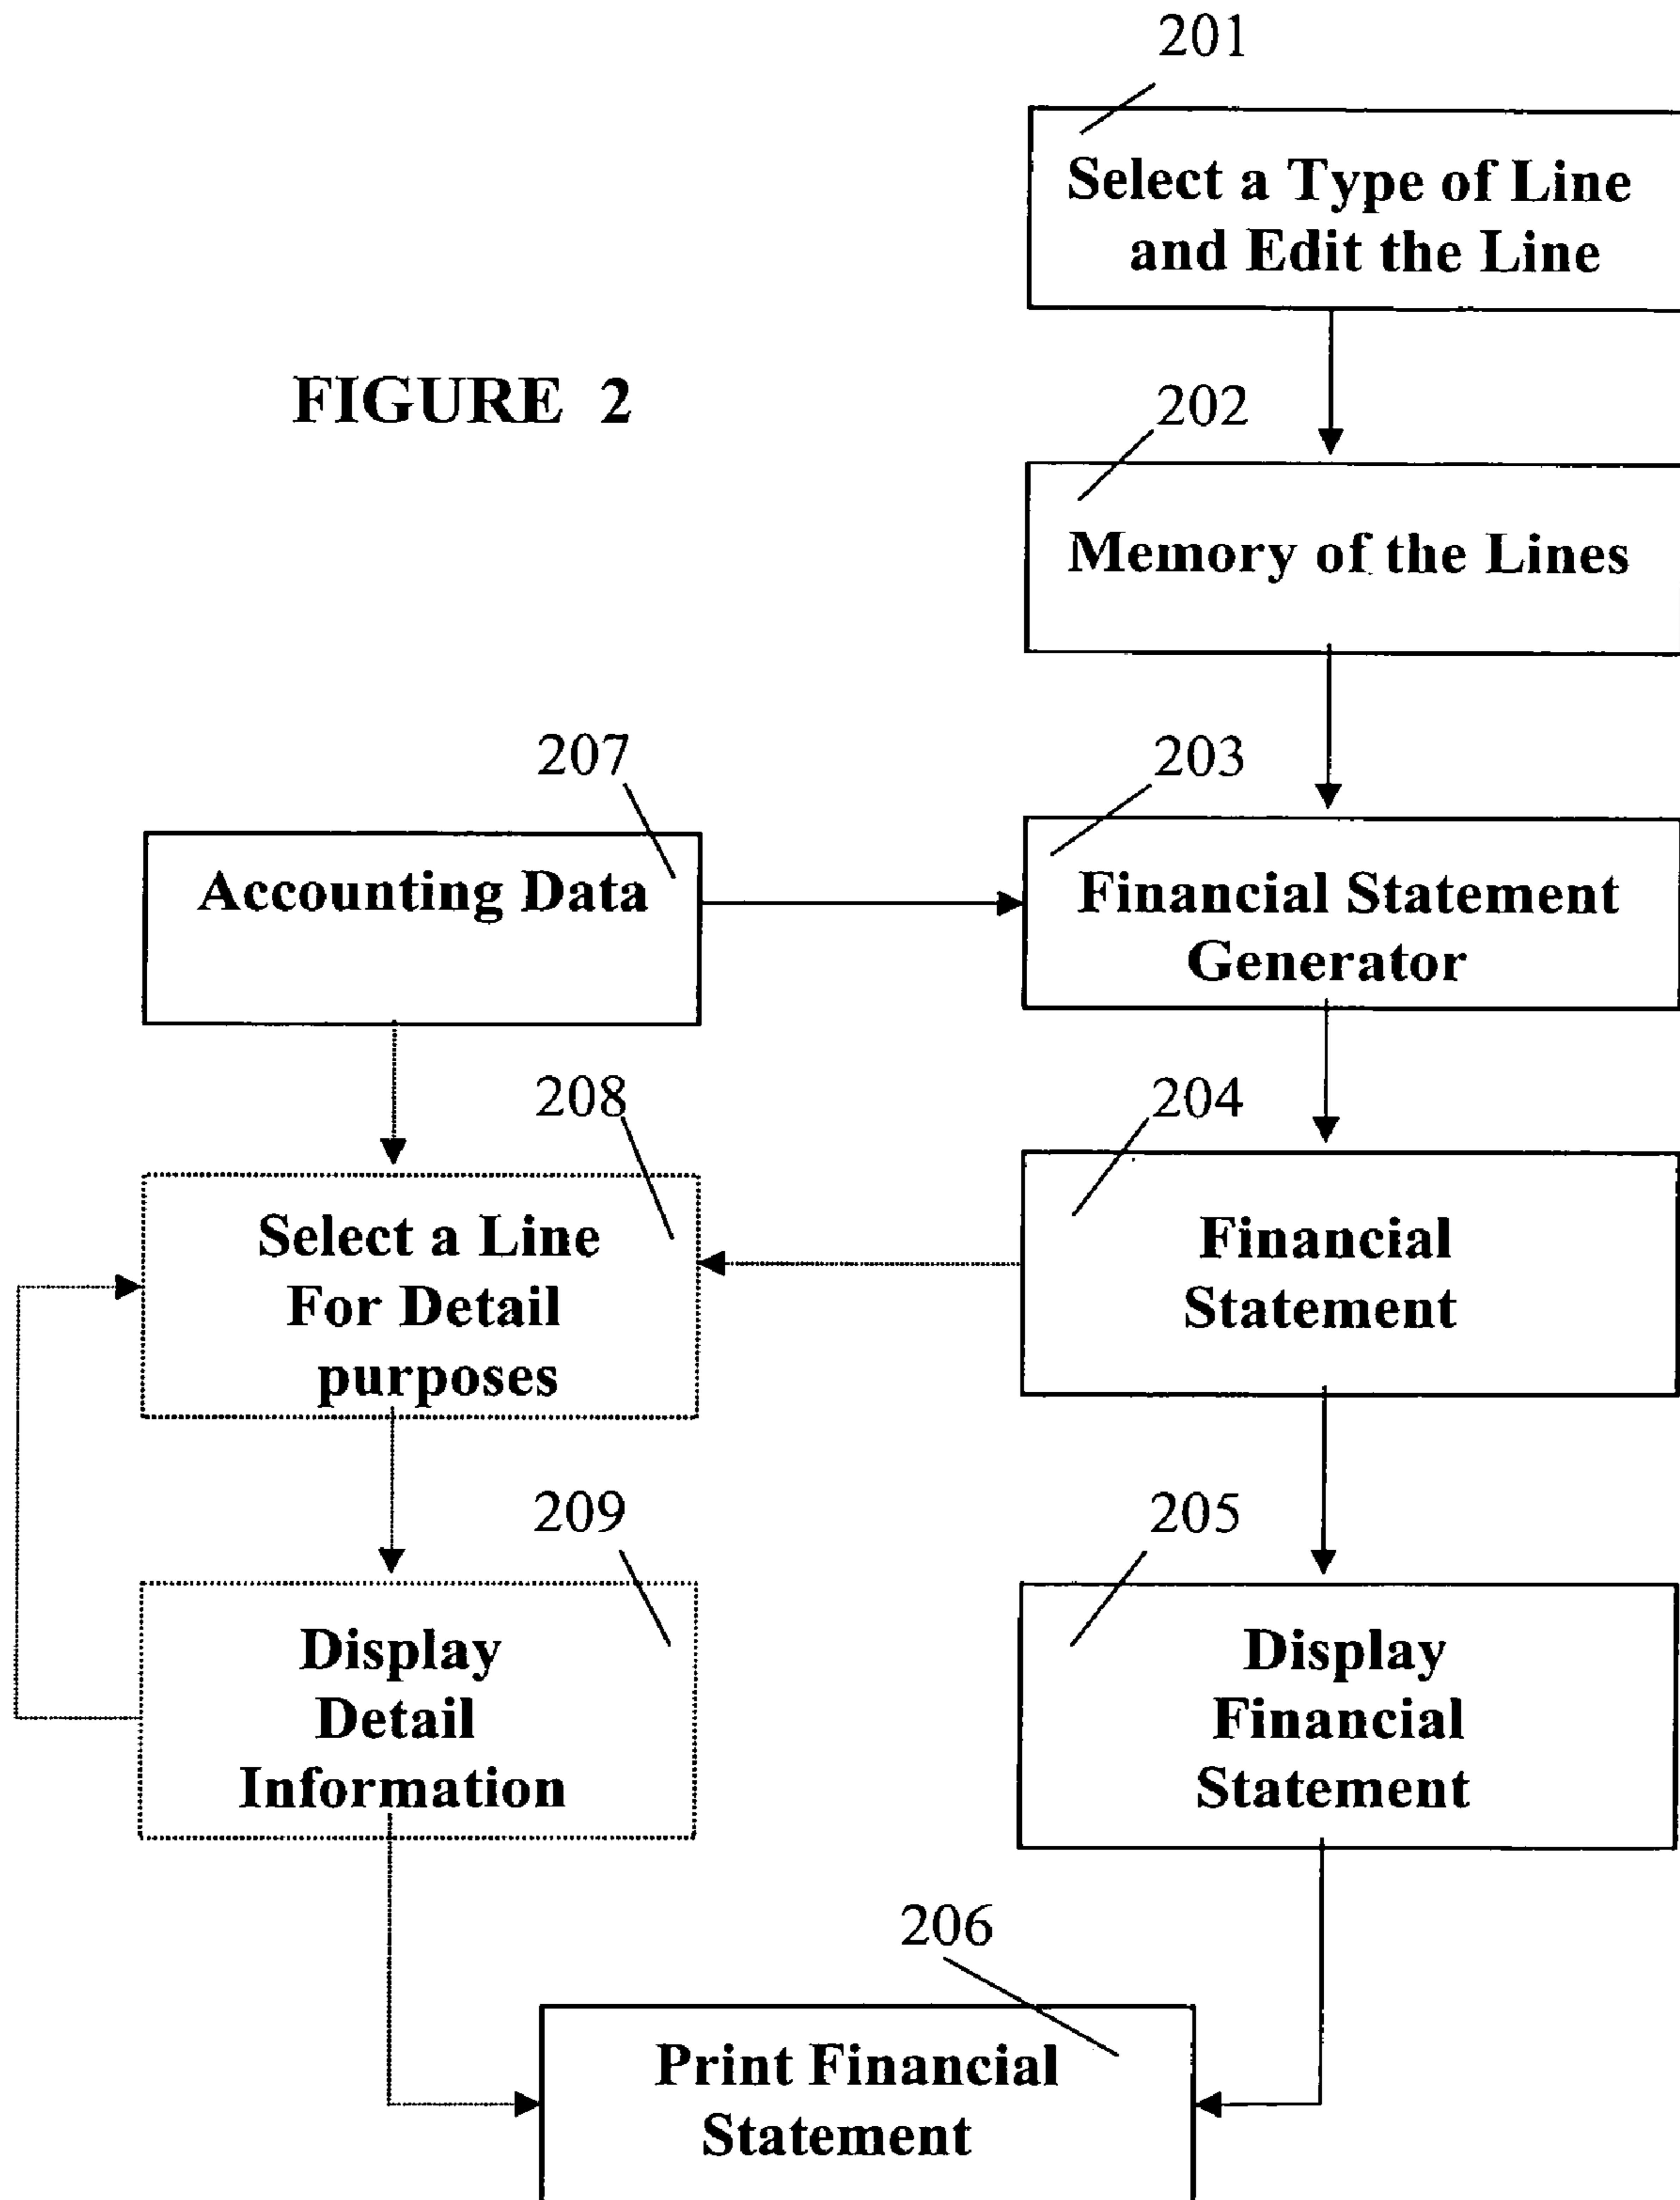 201
Select a Type of Line
and Edit the Line
FIGURE 2
202
Memory of the Lines
207
203
Accounting Data
Financial Statement
Generator
208
204
Select a Line
For Detail
purposes
Financial
Statement
209
205
Display
Detail
Information
Display
Financial
Statement
206
Print Financial
Statement